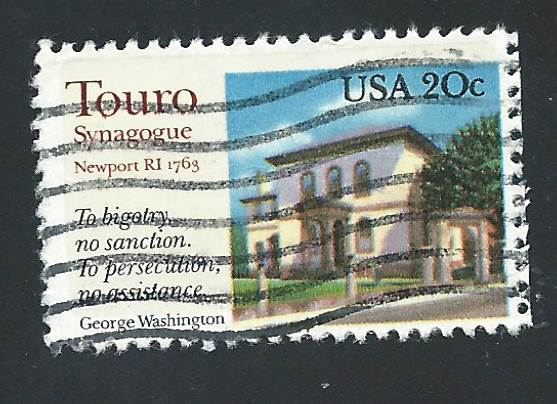 Touro
Synagogue
Newport RI 1763
To bigotry,
no sanction.
To persecution,
no assistance.
George Washington
USA 20c